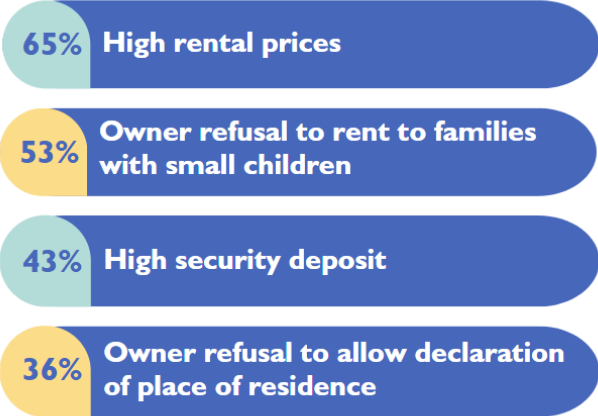 65% High rental prices
53% Owner refusal to rent to families
with small children
43% High security deposit
36% Owner refusal to allow declaration
of place of residence